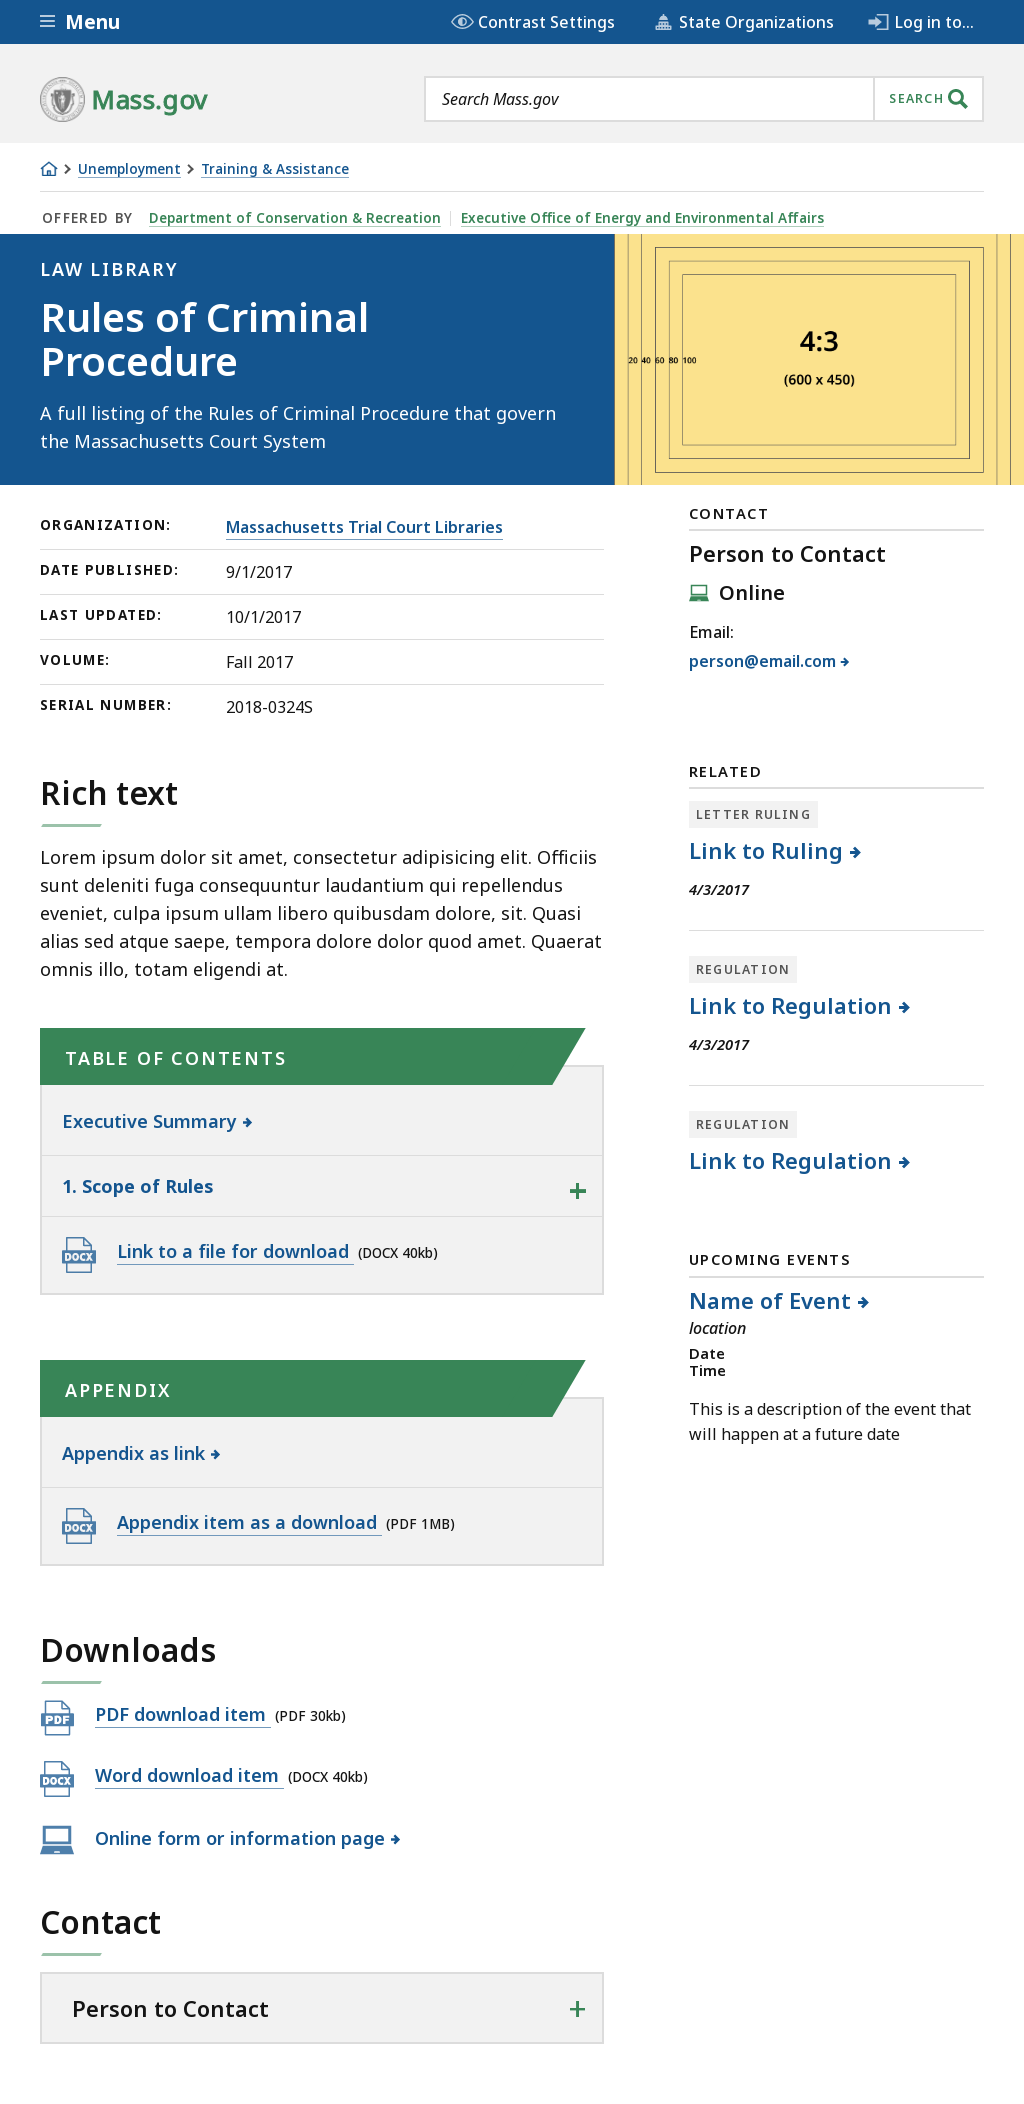 Menu
Contrast Settings
State Organizations
Log in to...
Mass.gov
Search Mass.gov
SEARCH
Unemployment
Training & Assistance
OFFERED BY
Department of Conservation & Recreation
Executive Office of Energy and Environmental Affairs
LAW LIBRARY
Rules of Criminal
Procedure
A full listing of the Rules of Criminal Procedure that govern
the Massachusetts Court System
4:3
20 40 60 80 100
(600 x 450)
ORGANIZATION:
Massachusetts Trial Court Libraries
DATE PUBLISHED:
9/1/2017
LAST UPDATED:
10/1/2017
VOLUME:
Fall 2017
SERIAL NUMBER:
2018-0324S
Rich text
Lorem ipsum dolor sit amet, consectetur adipisicing elit. Officiis
sunt deleniti fuga consequuntur laudantium qui repellendus
eveniet, culpa ipsum ullam libero quibusdam dolore, sit. Quasi
alias sed atque saepe, tempora dolore dolor quod amet. Quaerat
omnis illo, totam eligendi at.
TABLE OF CONTENTS
Executive Summary
1. Scope of Rules
DOCX
Link to a file for download (DOCX 40kb)
APPENDIX
Appendix as link
DOCX
Appendix item as a download (PDF 1MB)
Downloads
PDF
PDF download item (PDF 30kb)
DOCX
Word download item (DOCX 40kb)
Online form or information page
Contact
Person to Contact
CONTACT
Person to Contact
Online
Email:
person@email.com
RELATED
LETTER RULING
Link to Ruling
4/3/2017
REGULATION
Link to Regulation
4/3/2017
REGULATION
Link to Regulation
UPCOMING EVENTS
Name of Event
location
Date
Time
This is a description of the event that
will happen at a future date